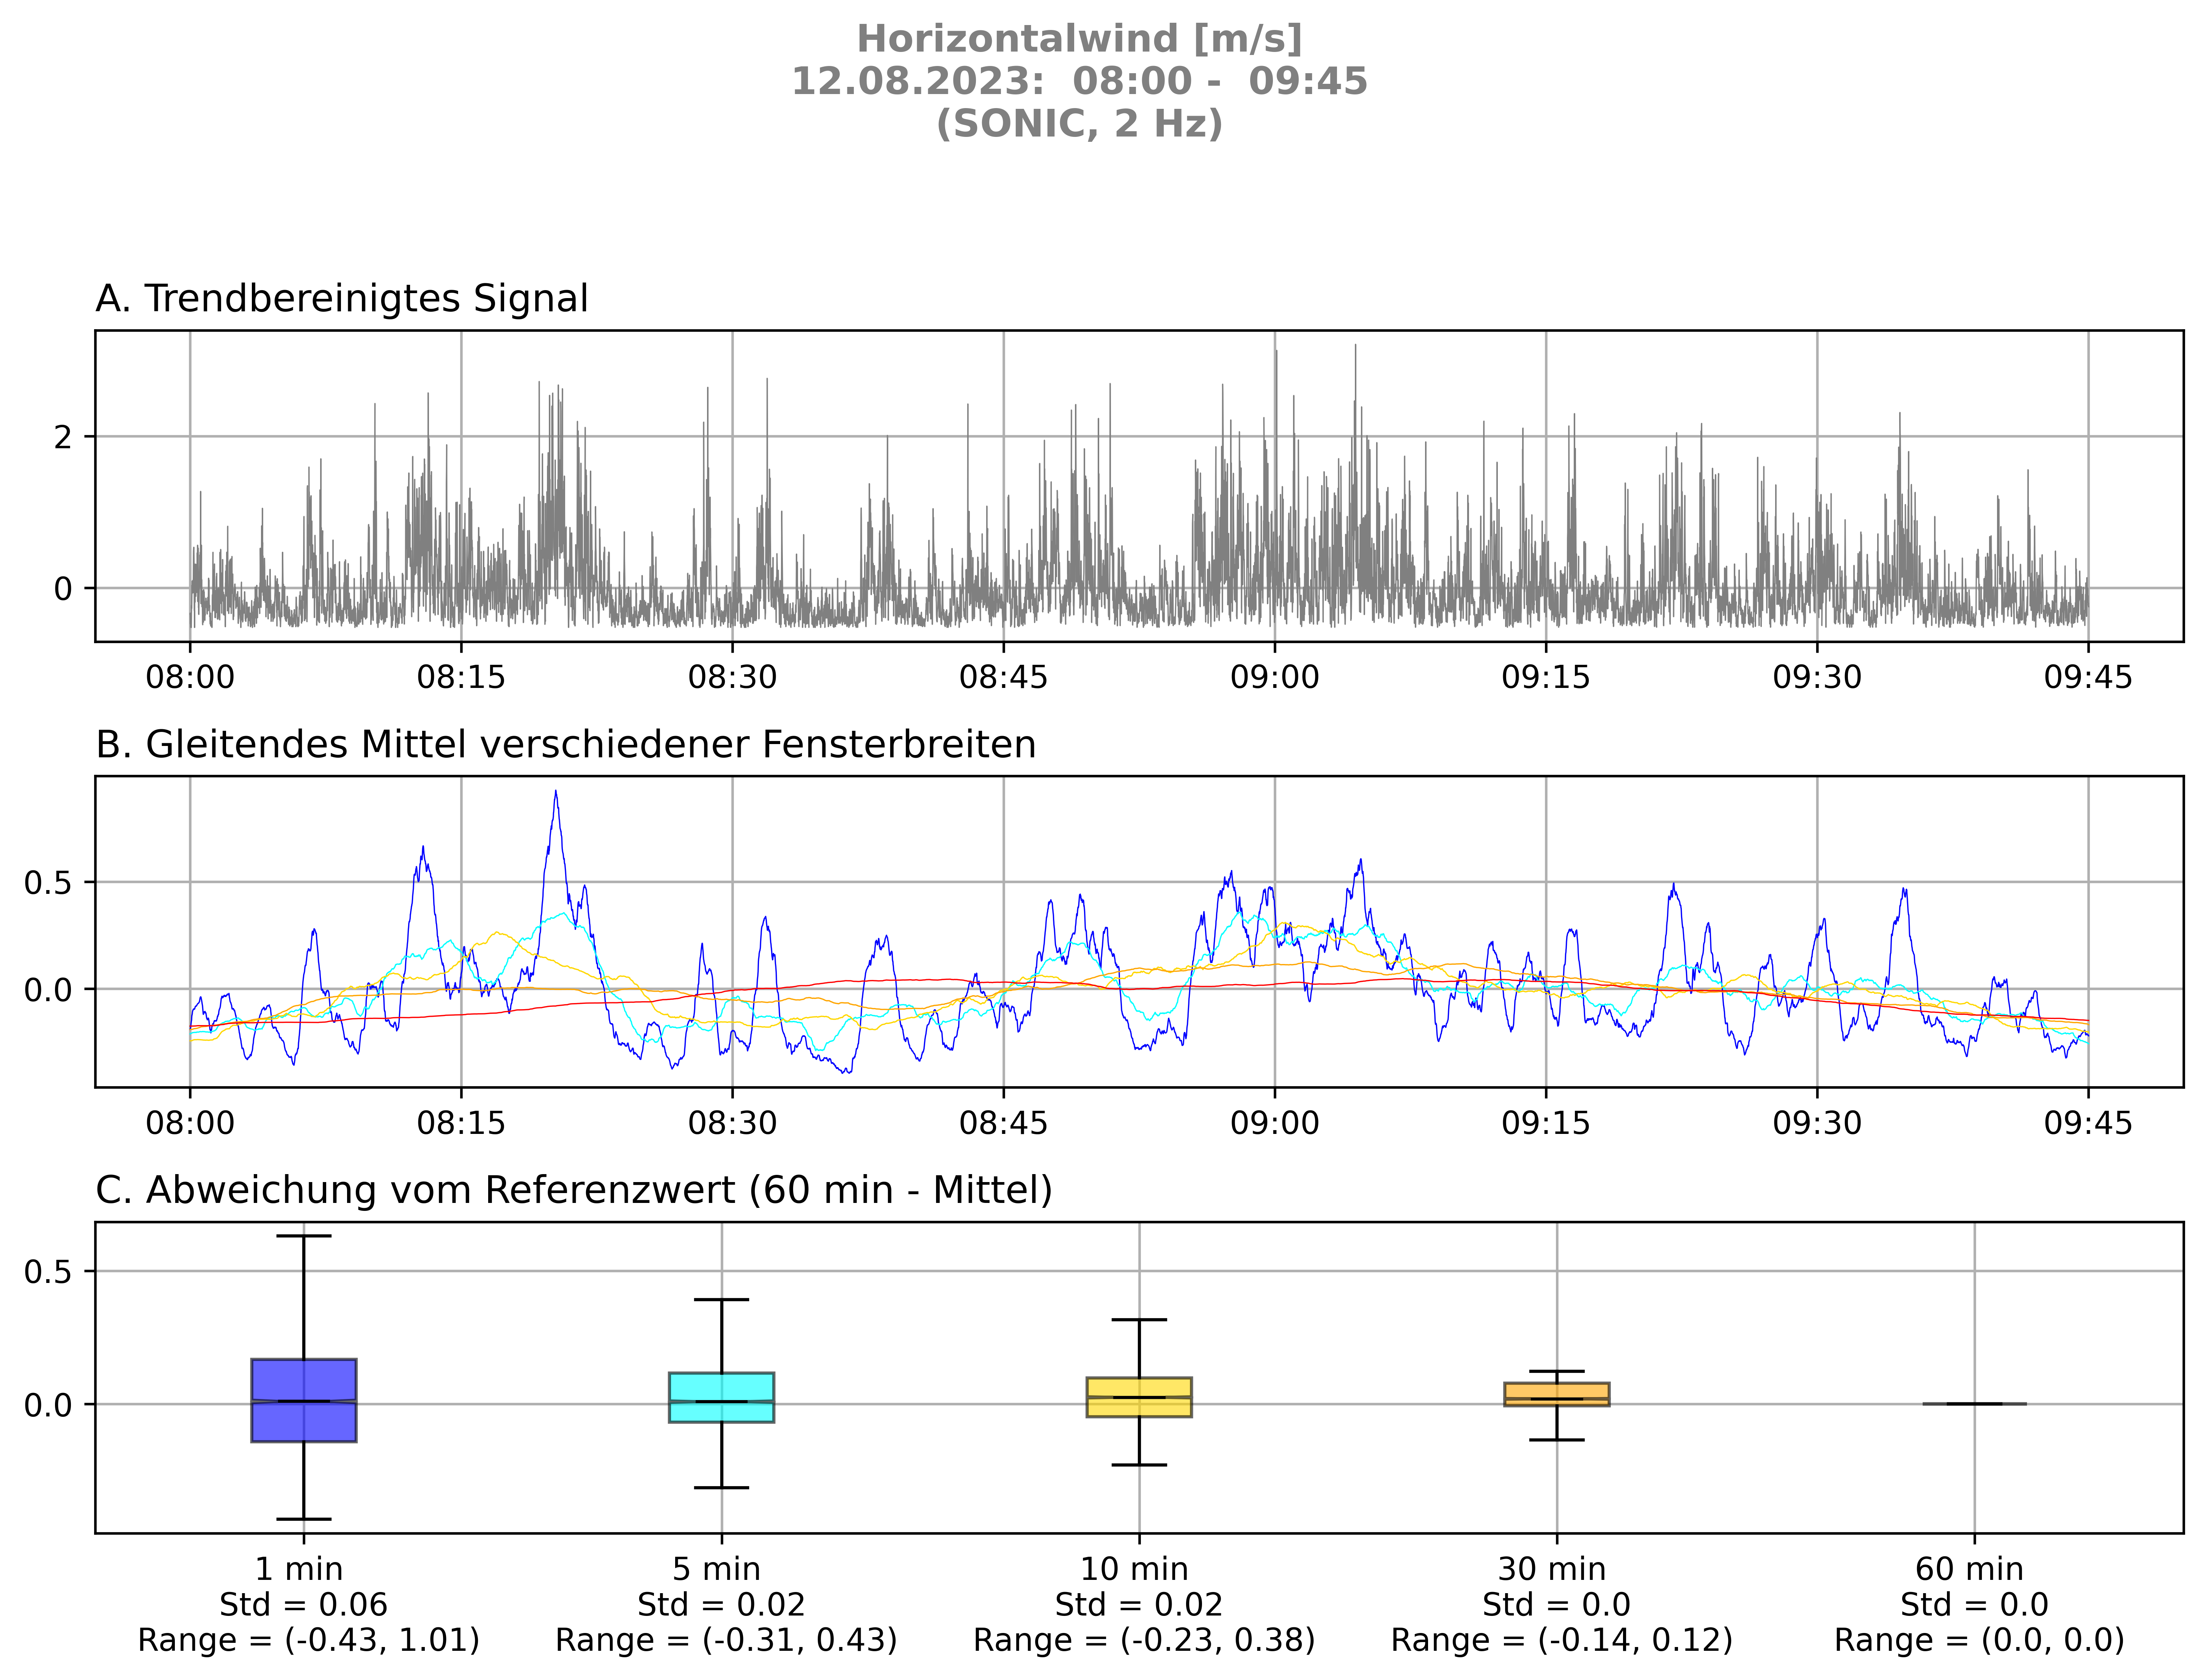 Horizontalwind [m/s]
12.08.2023:  08:00 -  09:45
(SONIC, 2 Hz)
A. Trendbereinigtes Signal
2
0
08:00 08:15 08:30 08:45 09:00 09:15 09:30 09:45
B. Gleitendes Mittel verschiedener Fensterbreiten
0.5
0.0
08:00 08:15 08:30 08:45 09:00 09:15 09:30 09:45
C. Abweichung vom Referenzwert (60 min - Mittel)
0.5
0.0
1 min 5 min 10 min 30 min 60 min
Std = 0.06 Std = 0.02 Std = 0.02 Std = 0.0 Std = 0.0
Range = (-0.43, 1.01) Range = (-0.31, 0.43) Range = (-0.23, 0.38) Range = (-0.14, 0.12) Range = (0.0, 0.0)